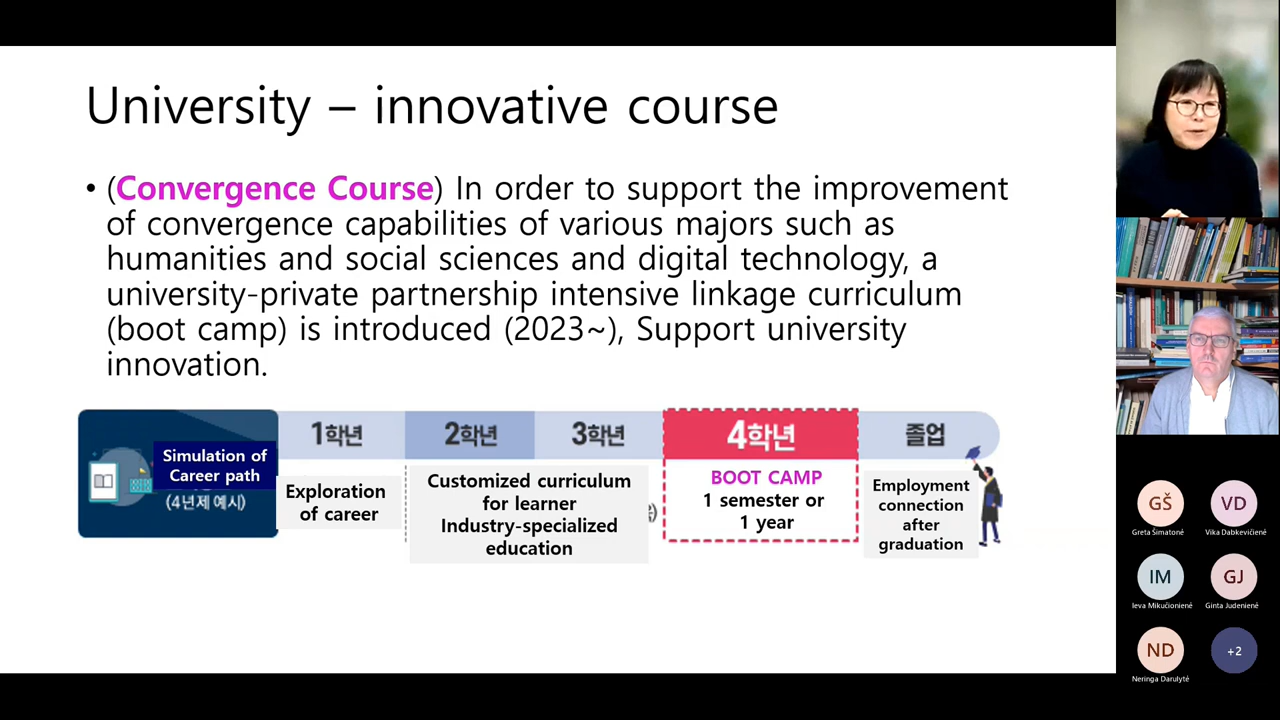 University – innovative course
• (Convergence Course) In order to support the improvement
of convergence capabilities of various majors such as
humanities and social sciences and digital technology, a
university-private partnership intensive linkage curriculum
(boot camp) is introduced (2023~), Support university
innovation.
Simulation of
Career path
(4년제 예시)
1학년
2학년
3학년
4학년
졸업
Exploration
of career
Customized curriculum
for learner
Industry-specialized
education
BOOT CAMP
1 semester or
1 year
Employment
connection
after
graduation
GŠ
Greta Šimatonė
VD
Vika Dabkevičienė
IM
Ieva Mikučionienė
GJ
Ginta Judenienė
ND
Neringa Darulytė
+2